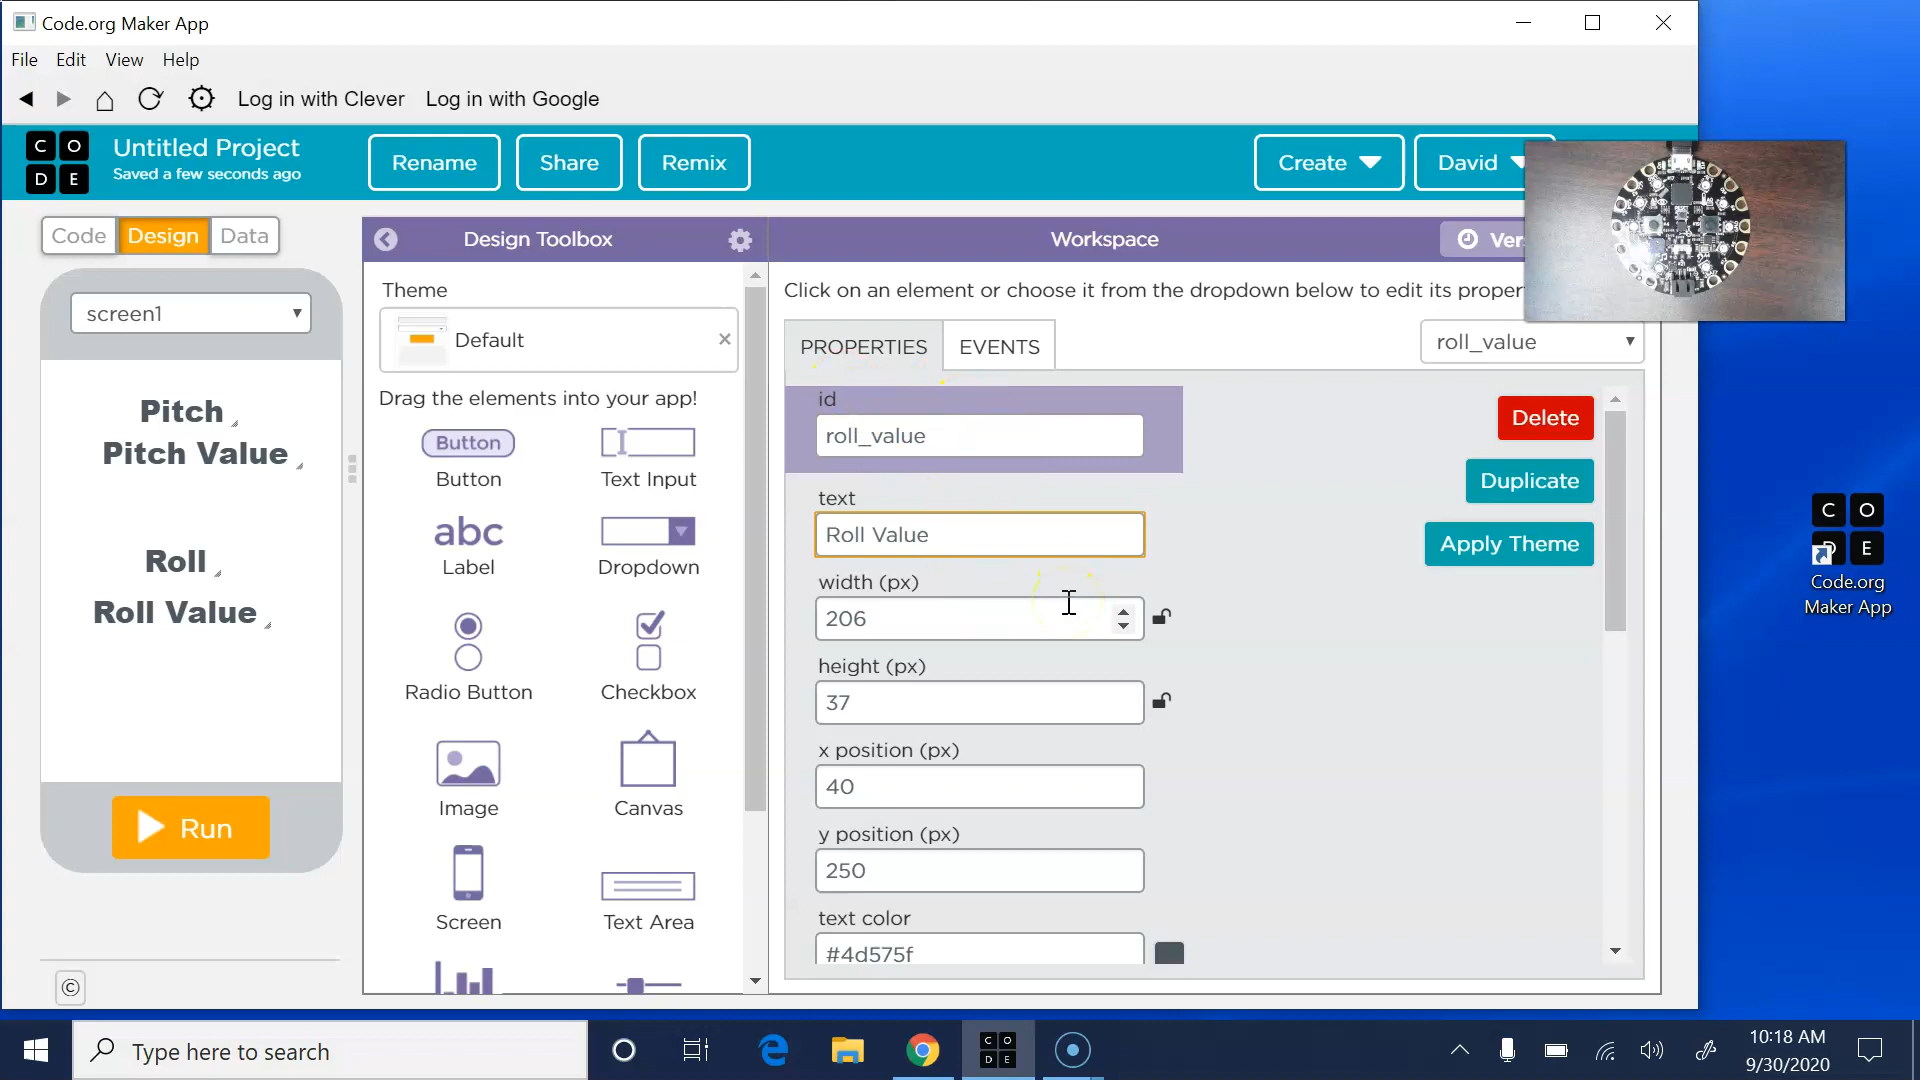 Code.org Maker App
File Edit View Help
Log in with Clever Log in with Google
C O
D E
Untitled Project
Saved a few seconds ago
Rename
Share
Remix
Create
David
Code
Design
Data
screen1
Pitch
Pitch Value
Roll
Roll Value
Run
©
Design Toolbox
Theme
Default
Drag the elements into your app!
Button
Button
Text Input
abc
Label
Dropdown
Radio Button
Checkbox
Image
Canvas
Screen
Text Area
Workspace
Click on an element or choose it from the dropdown below to edit its
PROPERTIES
EVENTS
roll_value
id
roll_value
text
Roll Value
width (px)
206
height (px)
37
x position (px)
40
y position (px)
250
text color
#4d575f
Delete
Duplicate
Apply Theme
C O
E
Code.org
Maker App
Type here to search
C O
D E
10:18 AM
9/30/2020